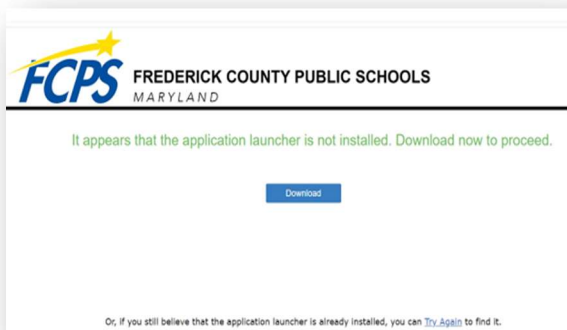 FCPS
FREDERICK COUNTY PUBLIC SCHOOLS
MARYLAND
It appears that the application launcher is not installed. Download now to proceed.
Download
Or, if you still believe that the application launcher is already installed, you can Try Again to find it.